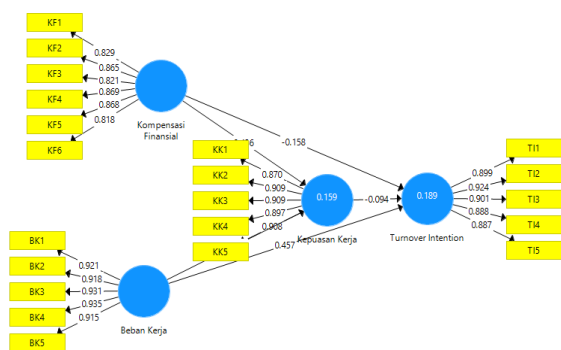 KF1
KF2
KF3
KF4
KF5
KF6
0.829
0.865
0.821
0.869
0.868
0.818
Kompensasi
Finansial
-0.158
KK1
KK2
KK3
KK4
KK5
0.870
0.909
0.909
0.897
0.908
0.159
Kepuasan Kerja
-0.094
0.457
0.189
Turnover Intention
TI1
TI2
TI3
TI4
TI5
0.899
0.924
0.901
0.888
0.887
BK1
BK2
BK3
BK4
BK5
0.921
0.918
0.931
0.935
0.915
Beban Kerja